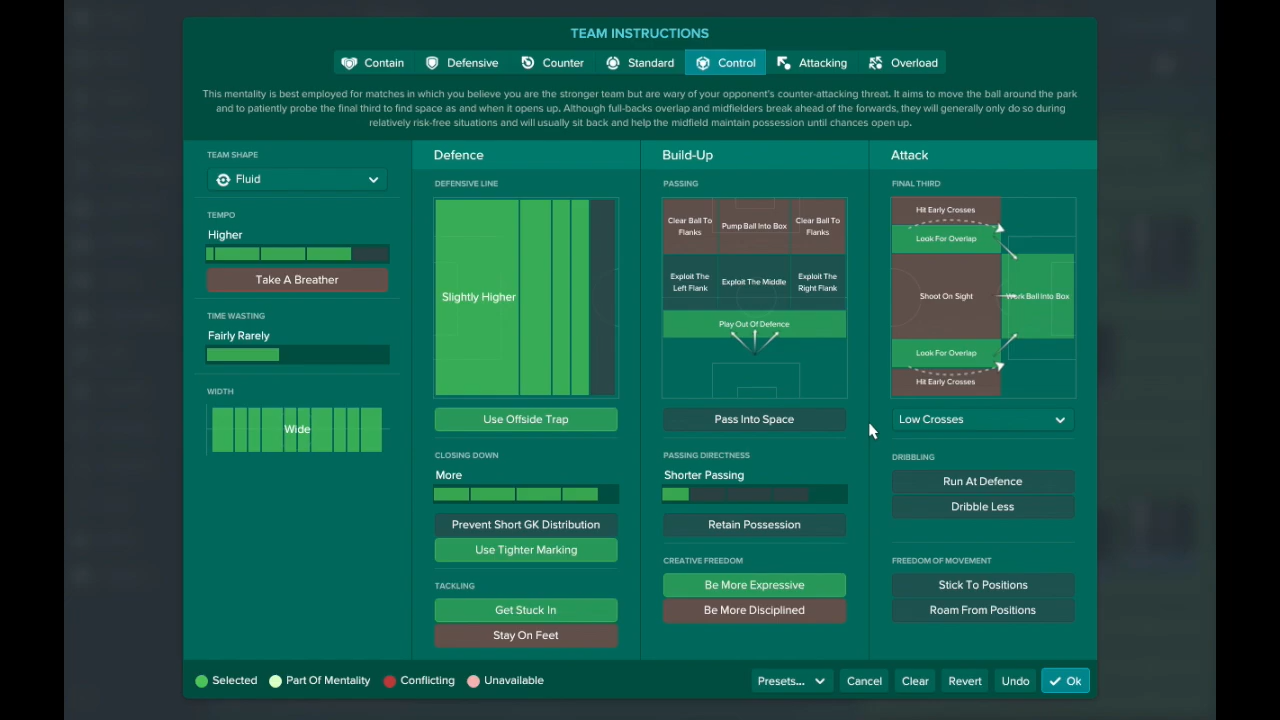 TEAM INSTRUCTIONS
Contain
Defensive
Counter
Standard
Control
Attacking
Overload
This mentality is best employed for matches in which you believe you are the stronger team but are wary of your opponent's counter-attacking threat. It aims to move the ball around the park
and to patiently probe the final third to find space as and when it opens up. Although full-backs overlap and midfielders break ahead of the forwards, they will generally only do so during
relatively risk-free situations and will usually sit back and help the midfield maintain possession until chances open up.
TEAM SHAPE
Fluid
TEMPO
Higher
Take A Breather
TIME WASTING
Fairly Rarely
WIDTH
Wide
Defence
DEFENSIVE LINE
Slightly Higher
Use Offside Trap
CLOSING DOWN
More
Prevent Short GK Distribution
Use Tighter Marking
TACKLING
Get Stuck In
Stay On Feet
Build-Up
PASSING
Clear Ball To
Flanks
Pump Ball Into Box
Clear Ball To
Flanks
Exploit The
Left Flank
Exploit The Middle
Exploit The
Right Flank
Play Out Of Defence
Pass Into Space
PASSING DIRECTNESS
Shorter Passing
Retain Possession
CREATIVE FREEDOM
Be More Expressive
Be More Disciplined
Attack
FINAL THIRD
Hit Early Crosses
Look For Overlap
Shoot On Sight
Work Ball Into Box
Look For Overlap
Hit Early Crosses
Low Crosses
DRIBBLING
Run At Defence
Dribble Less
FREEDOM OF MOVEMENT
Stick To Positions
Roam From Positions
Selected
Part Of Mentality
Conflicting
Unavailable
Presets...
Cancel
Clear
Revert
Undo
Ok